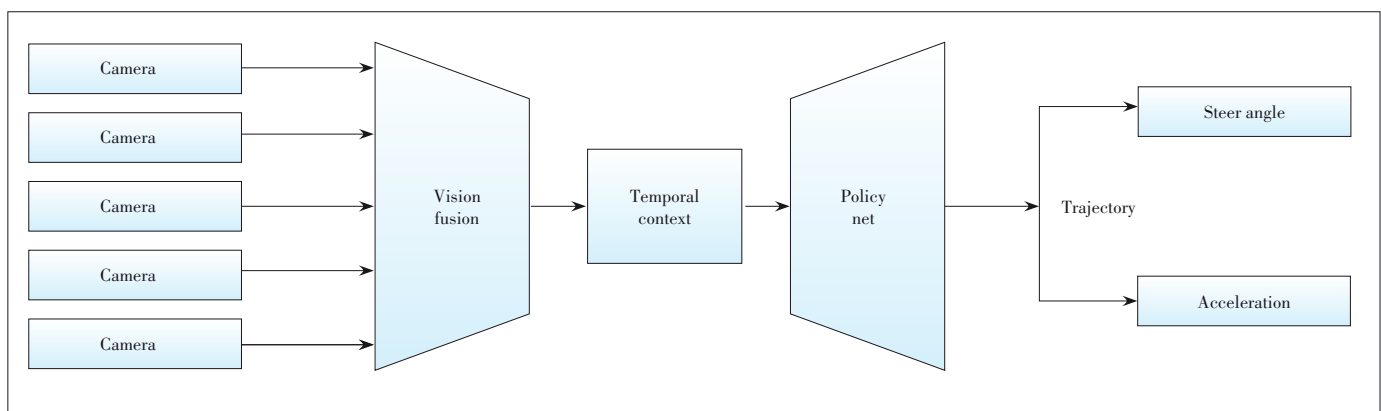 Camera
Camera
Camera
Camera
Camera
Vision
fusion
Temporal
context
Policy
net
Trajectory
Steer angle
Acceleration